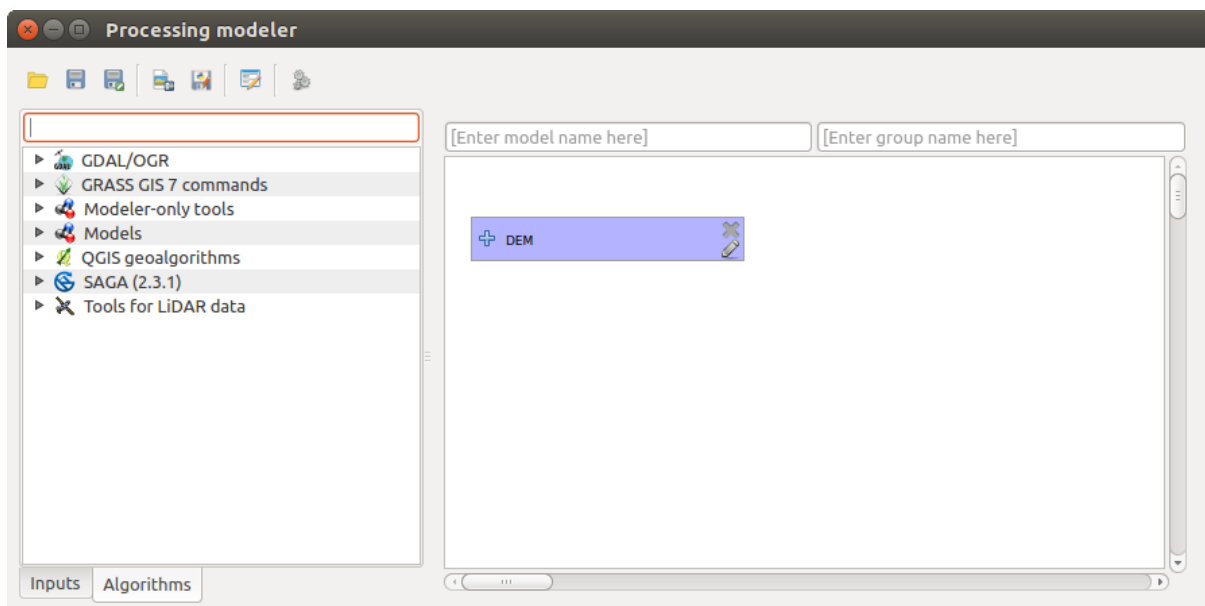 Processing modeler
[Enter model name here]
[Enter group name here]
GDAL/OGR
GRASS GIS 7 commands
Modeler-only tools
Models
QGIS geoalgorithms
SAGA (2.3.1)
Tools for LiDAR data
DEM
Inputs
Algorithms